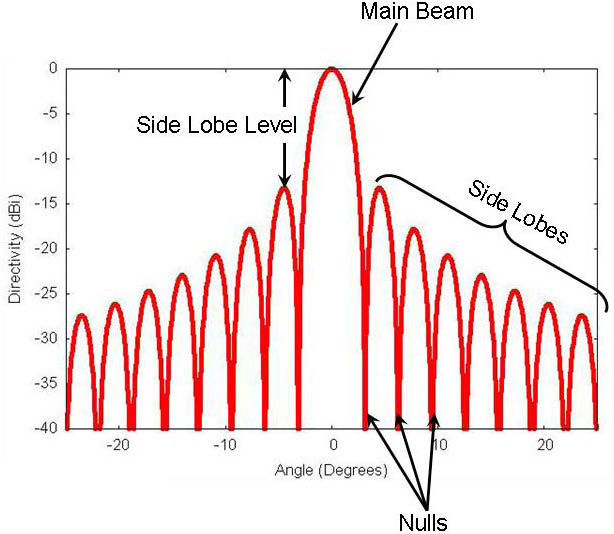 Main Beam
Side Lobe Level
Side Lobes
Directivity (dBi)
0
-5
-10
-15
-20
-25
-30
-35
-40
-20
-10
0
10
20
Angle (Degrees)
Nulls